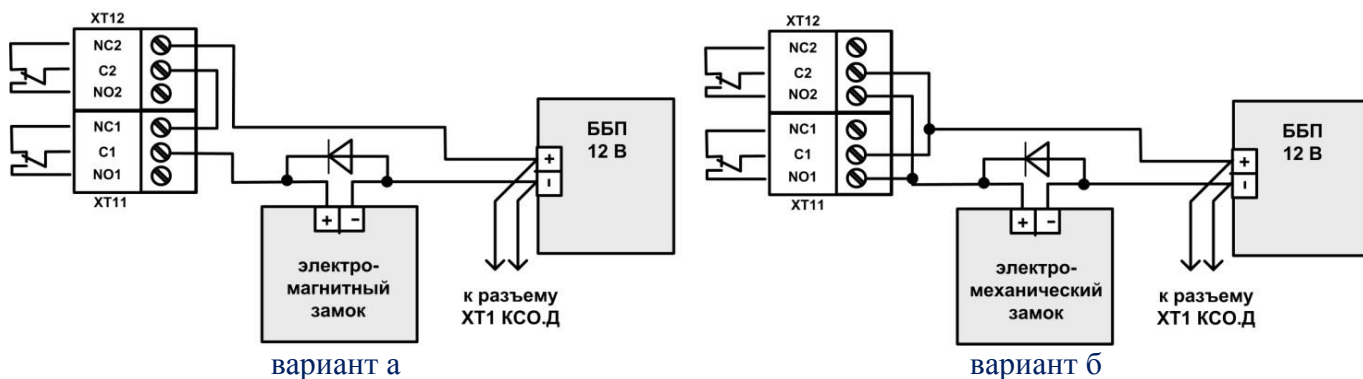 XT12
NC2
C2
NO2
NC1
C1
NO1
XT11
+
-
ББП
12 В
+ -
электро-
магнитный
замок
к разъему
XT1 КСО.Д
вариант а
XT12
NC2
C2
NO2
NC1
C1
NO1
XT11
+
-
ББП
12 В
+ -
электро-
механический
замок
к разъему
XT1 КСО.Д
вариант б